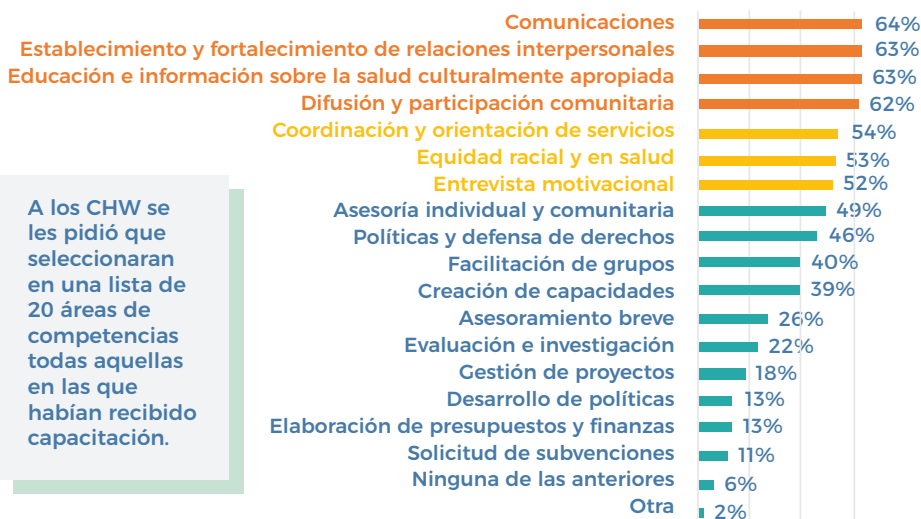 Comunicaciones 64%
Establecimiento y fortalecimiento de relaciones interpersonales 63%
Educación e información sobre la salud culturalmente apropiada 63%
Difusión y participación comunitaria 62%
Coordinación y orientación de servicios 54%
Equidad racial y en salud 53%
Entrevista motivacional 52%
Asesoría individual y comunitaria 49%
Políticas y defensa de derechos 46%
Facilitación de grupos 40%
Creación de capacidades 39%
Asesoramiento breve 26%
Evaluación e investigación 22%
Gestión de proyectos 18%
Desarrollo de políticas 13%
Elaboración de presupuestos y finanzas 13%
Solicitud de subvenciones 11%
Ninguna de las anteriores 6%
Otra 2%
A los CHW se
les pidió que
seleccionaran
en una lista de
20 áreas de
competencias
todas aquellas
en las que
habían recibido
capacitación.